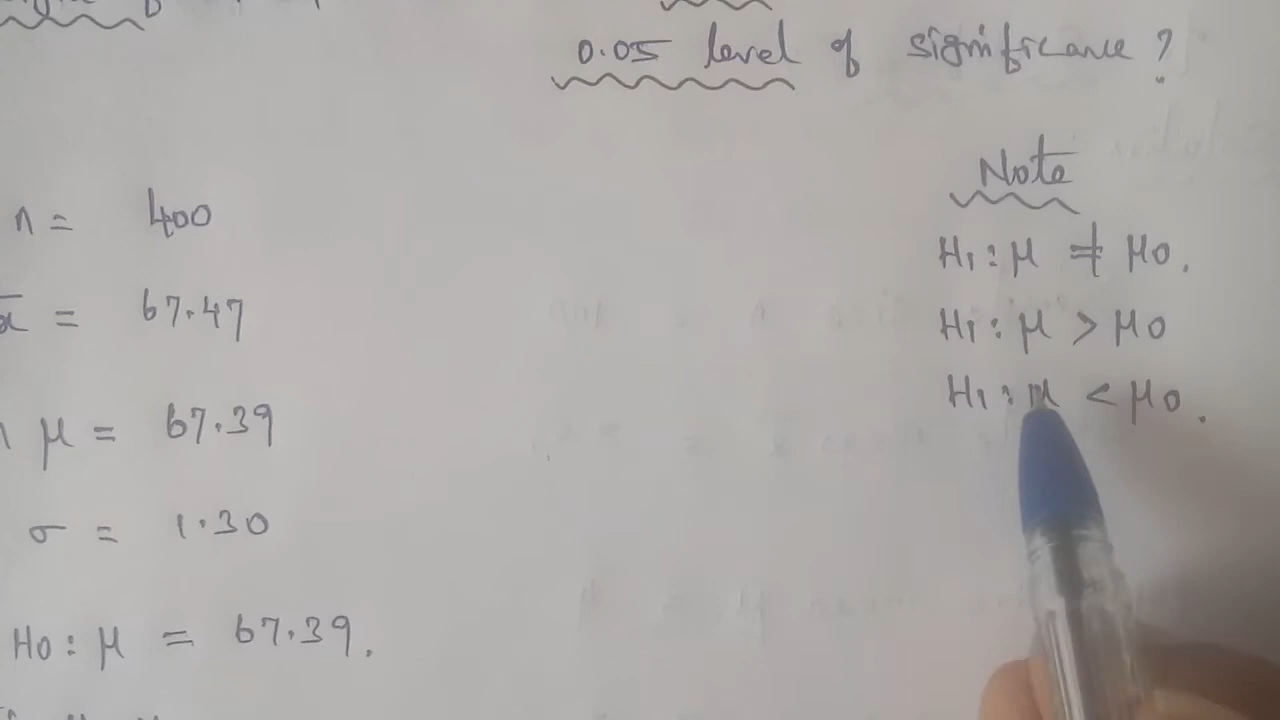 0.05 level of significance ?
Note
n = 400
H1 : μ ≠ μ0.
x̄ = 67.47
H1 : μ > μ0
H1 : μ < μ0.
μ = 67.39
σ = 1.30
H0 : μ = 67.39.